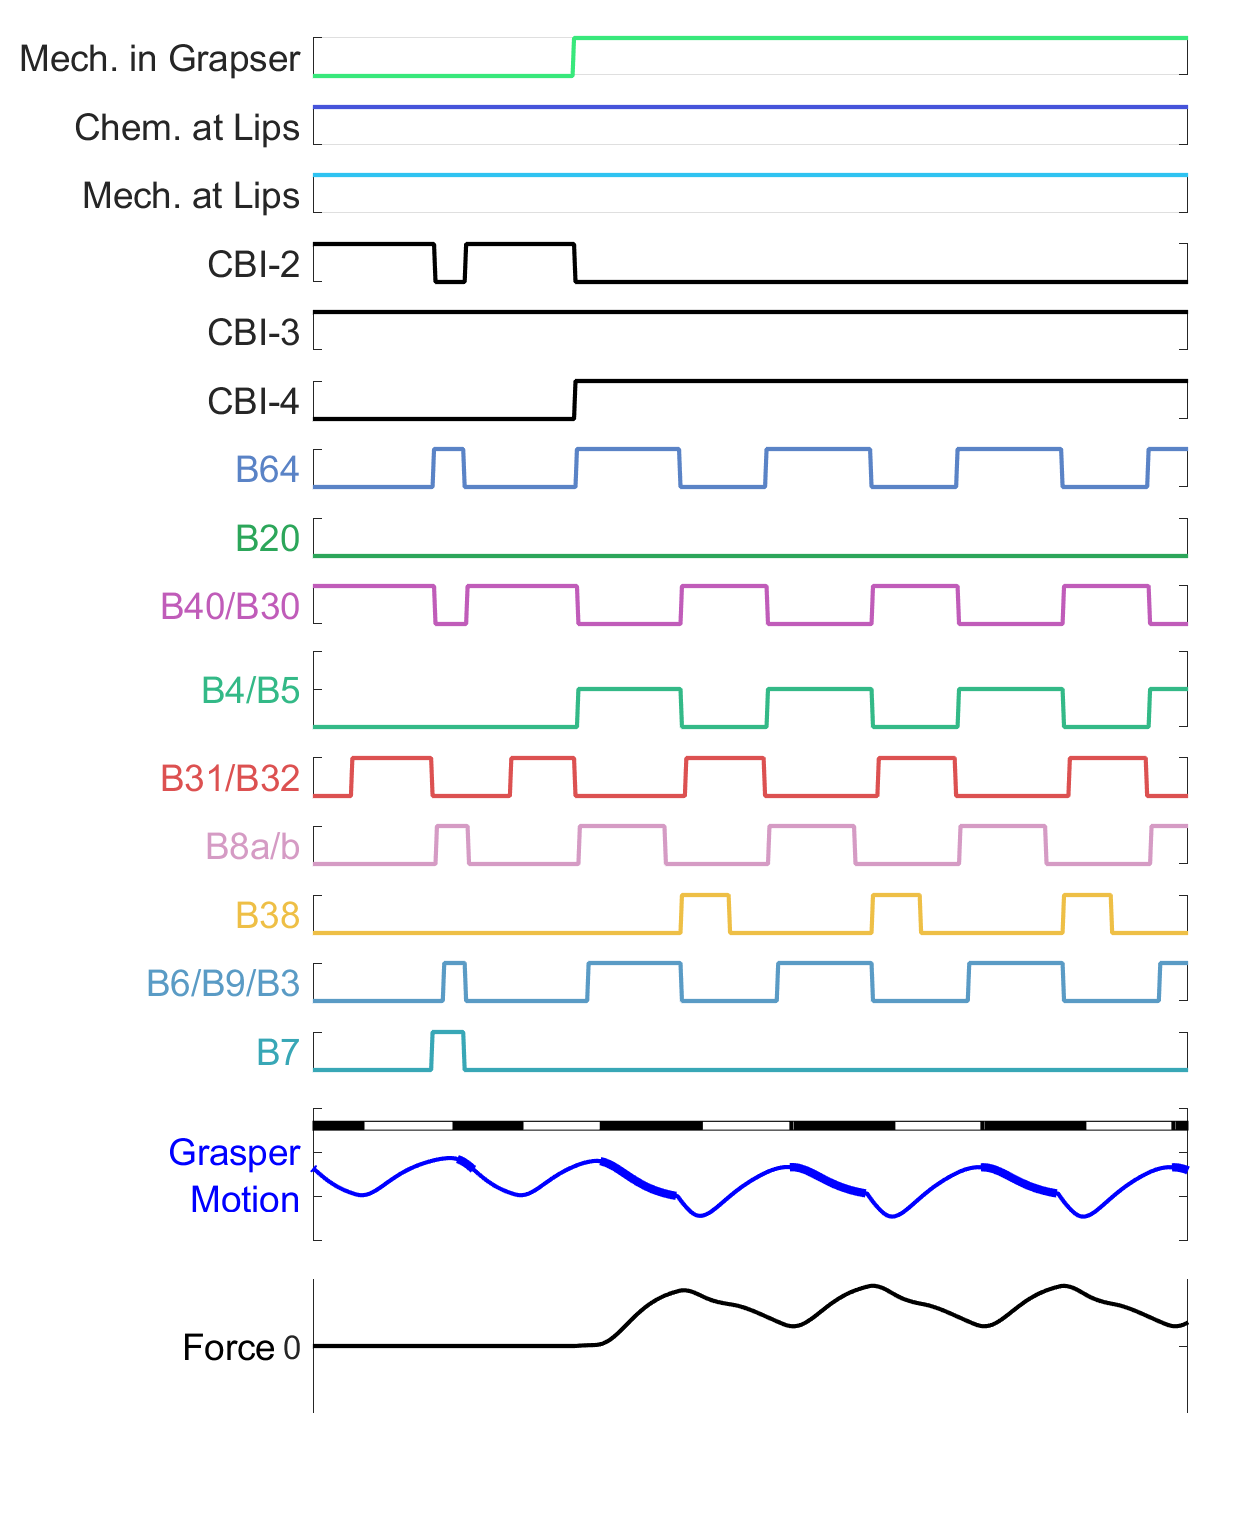 Mech. in Grapser
Chem. at Lips
Mech. at Lips
CBI-2
CBI-3
CBI-4
B64
B20
B40/B30
B4/B5
B31/B32
B8a/b
B38
B6/B9/B3
B7
Grasper
Motion
Force 0